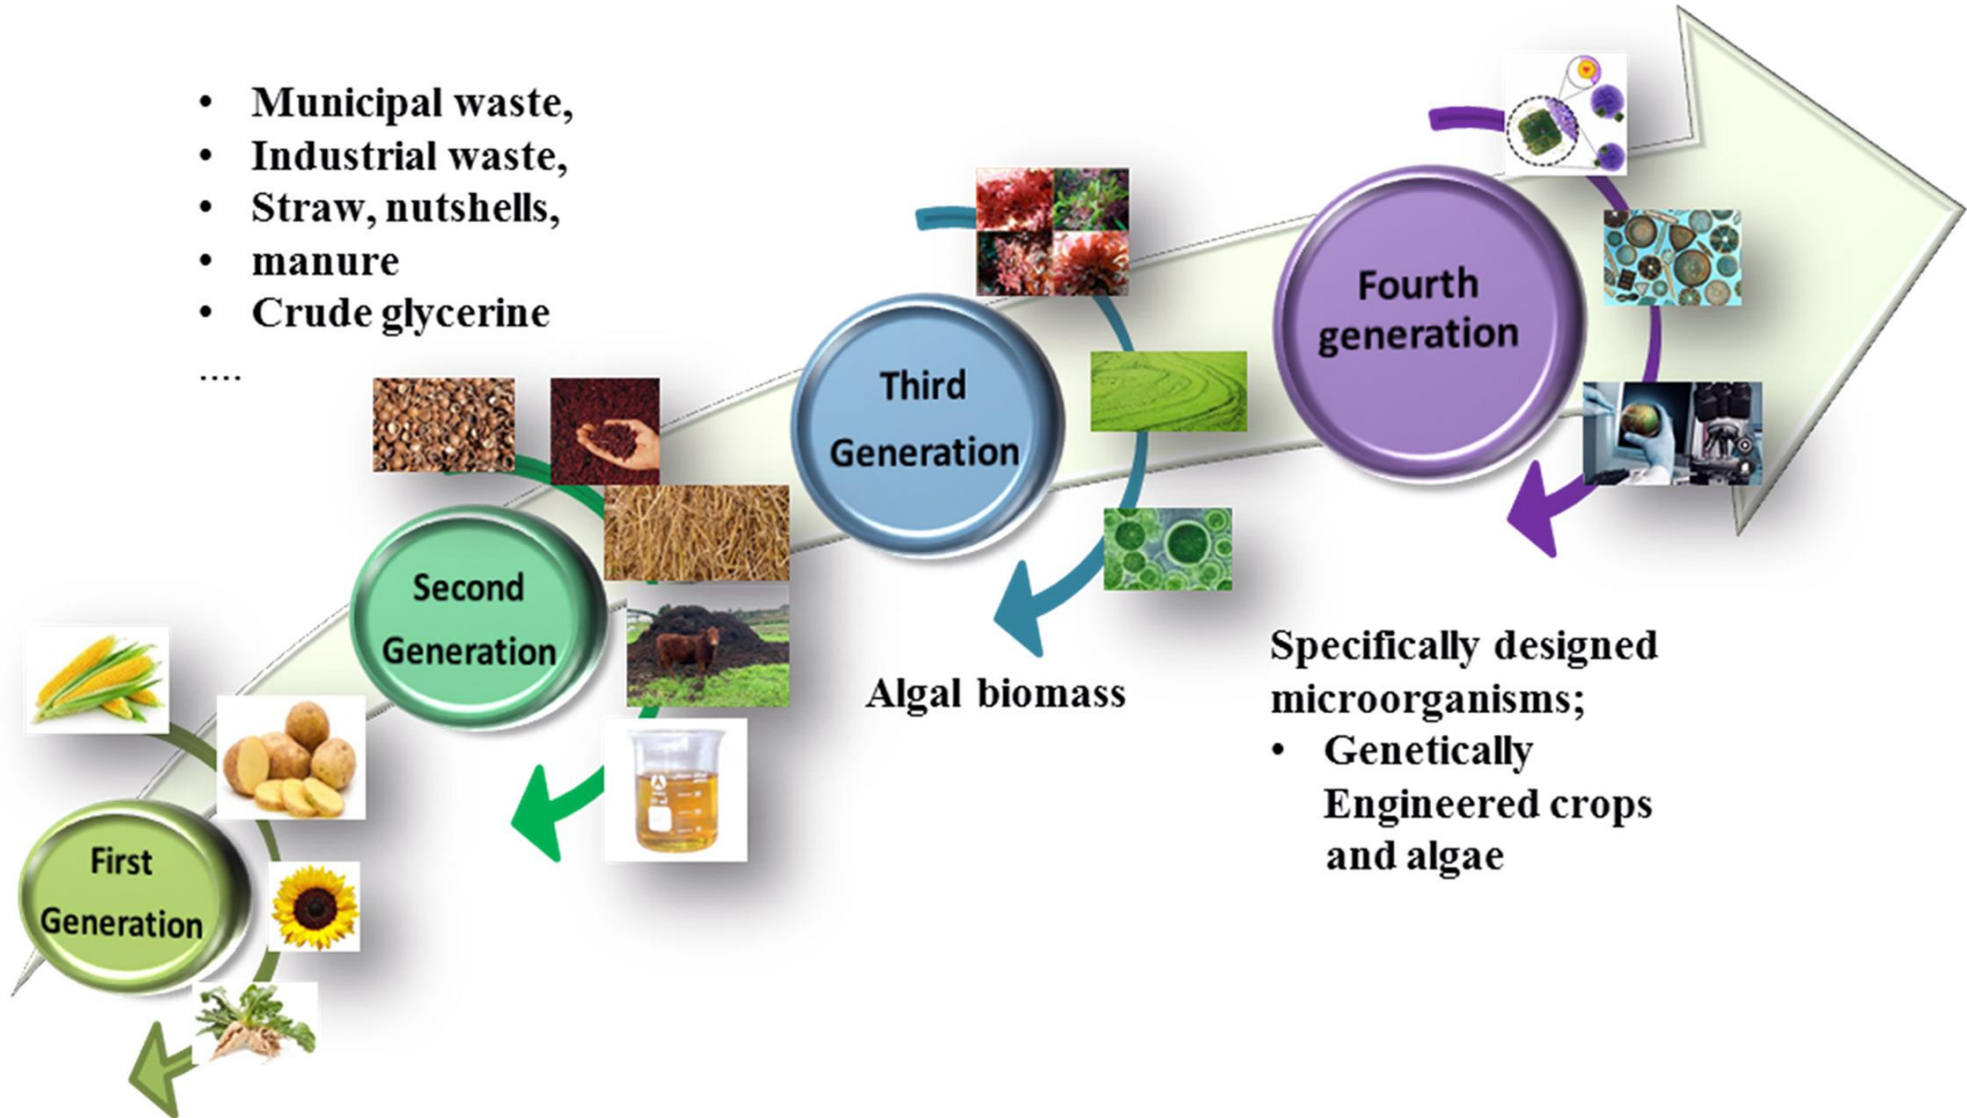 • Municipal waste,
• Industrial waste,
• Straw, nutshells,
• manure
• Crude glycerine
....
First
Generation
Second
Generation
Third
Generation
Fourth
generation
Algal biomass
Specifically designed
microorganisms;
• Genetically
Engineered crops
and algae